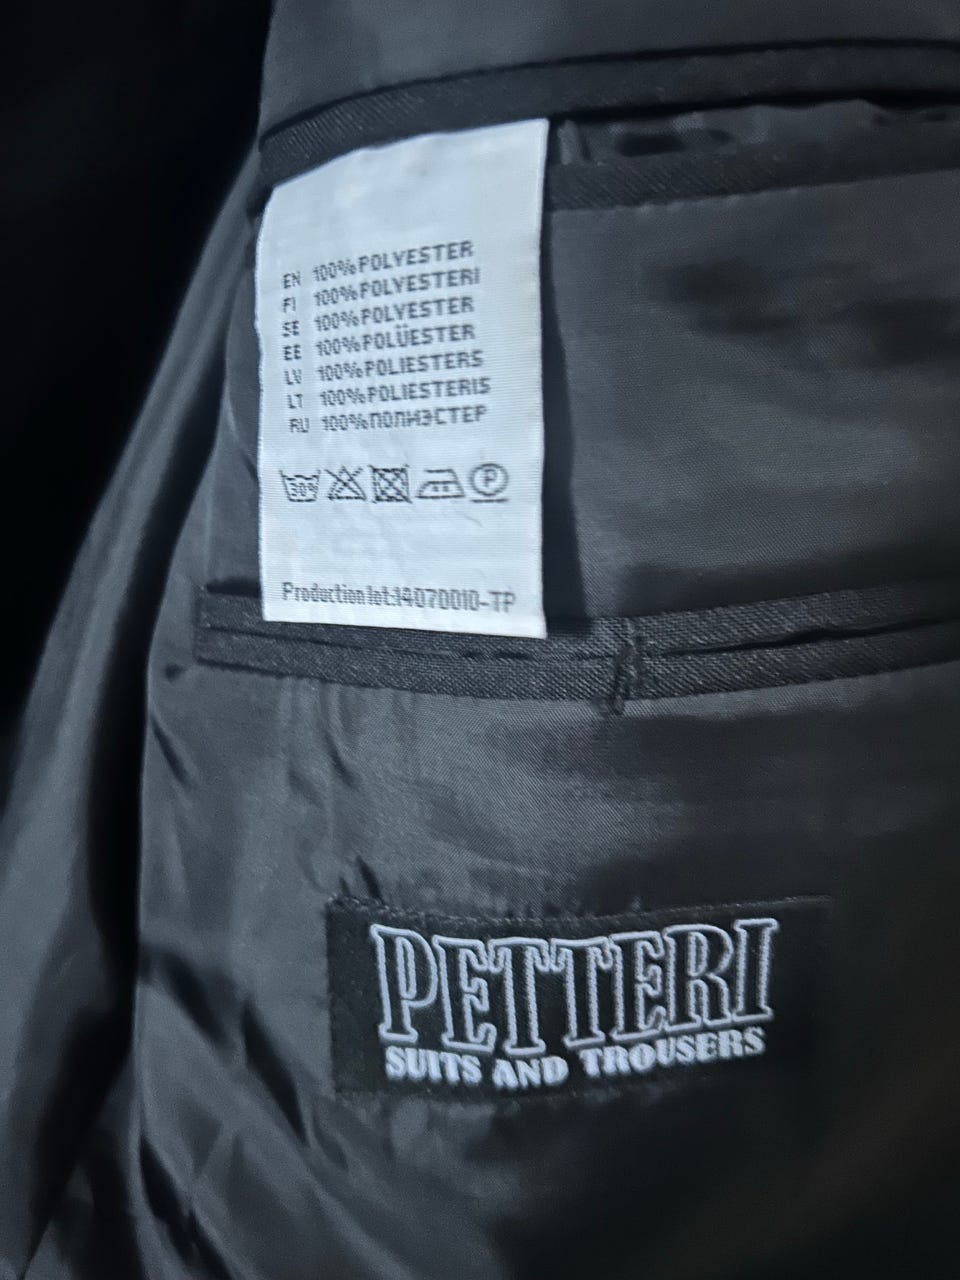 EN 100%POLYESTER
FI 100%POLYESTERI
SE 100%POLYESTER
EE 100%POLÜESTER
LV 100%POLIESTERS
LT 100%POLIESTERIS
RU 100%ПОЛИЭСТЕР
30° P
Production lot:14070010-TP
PETTERI
SUITS AND TROUSERS